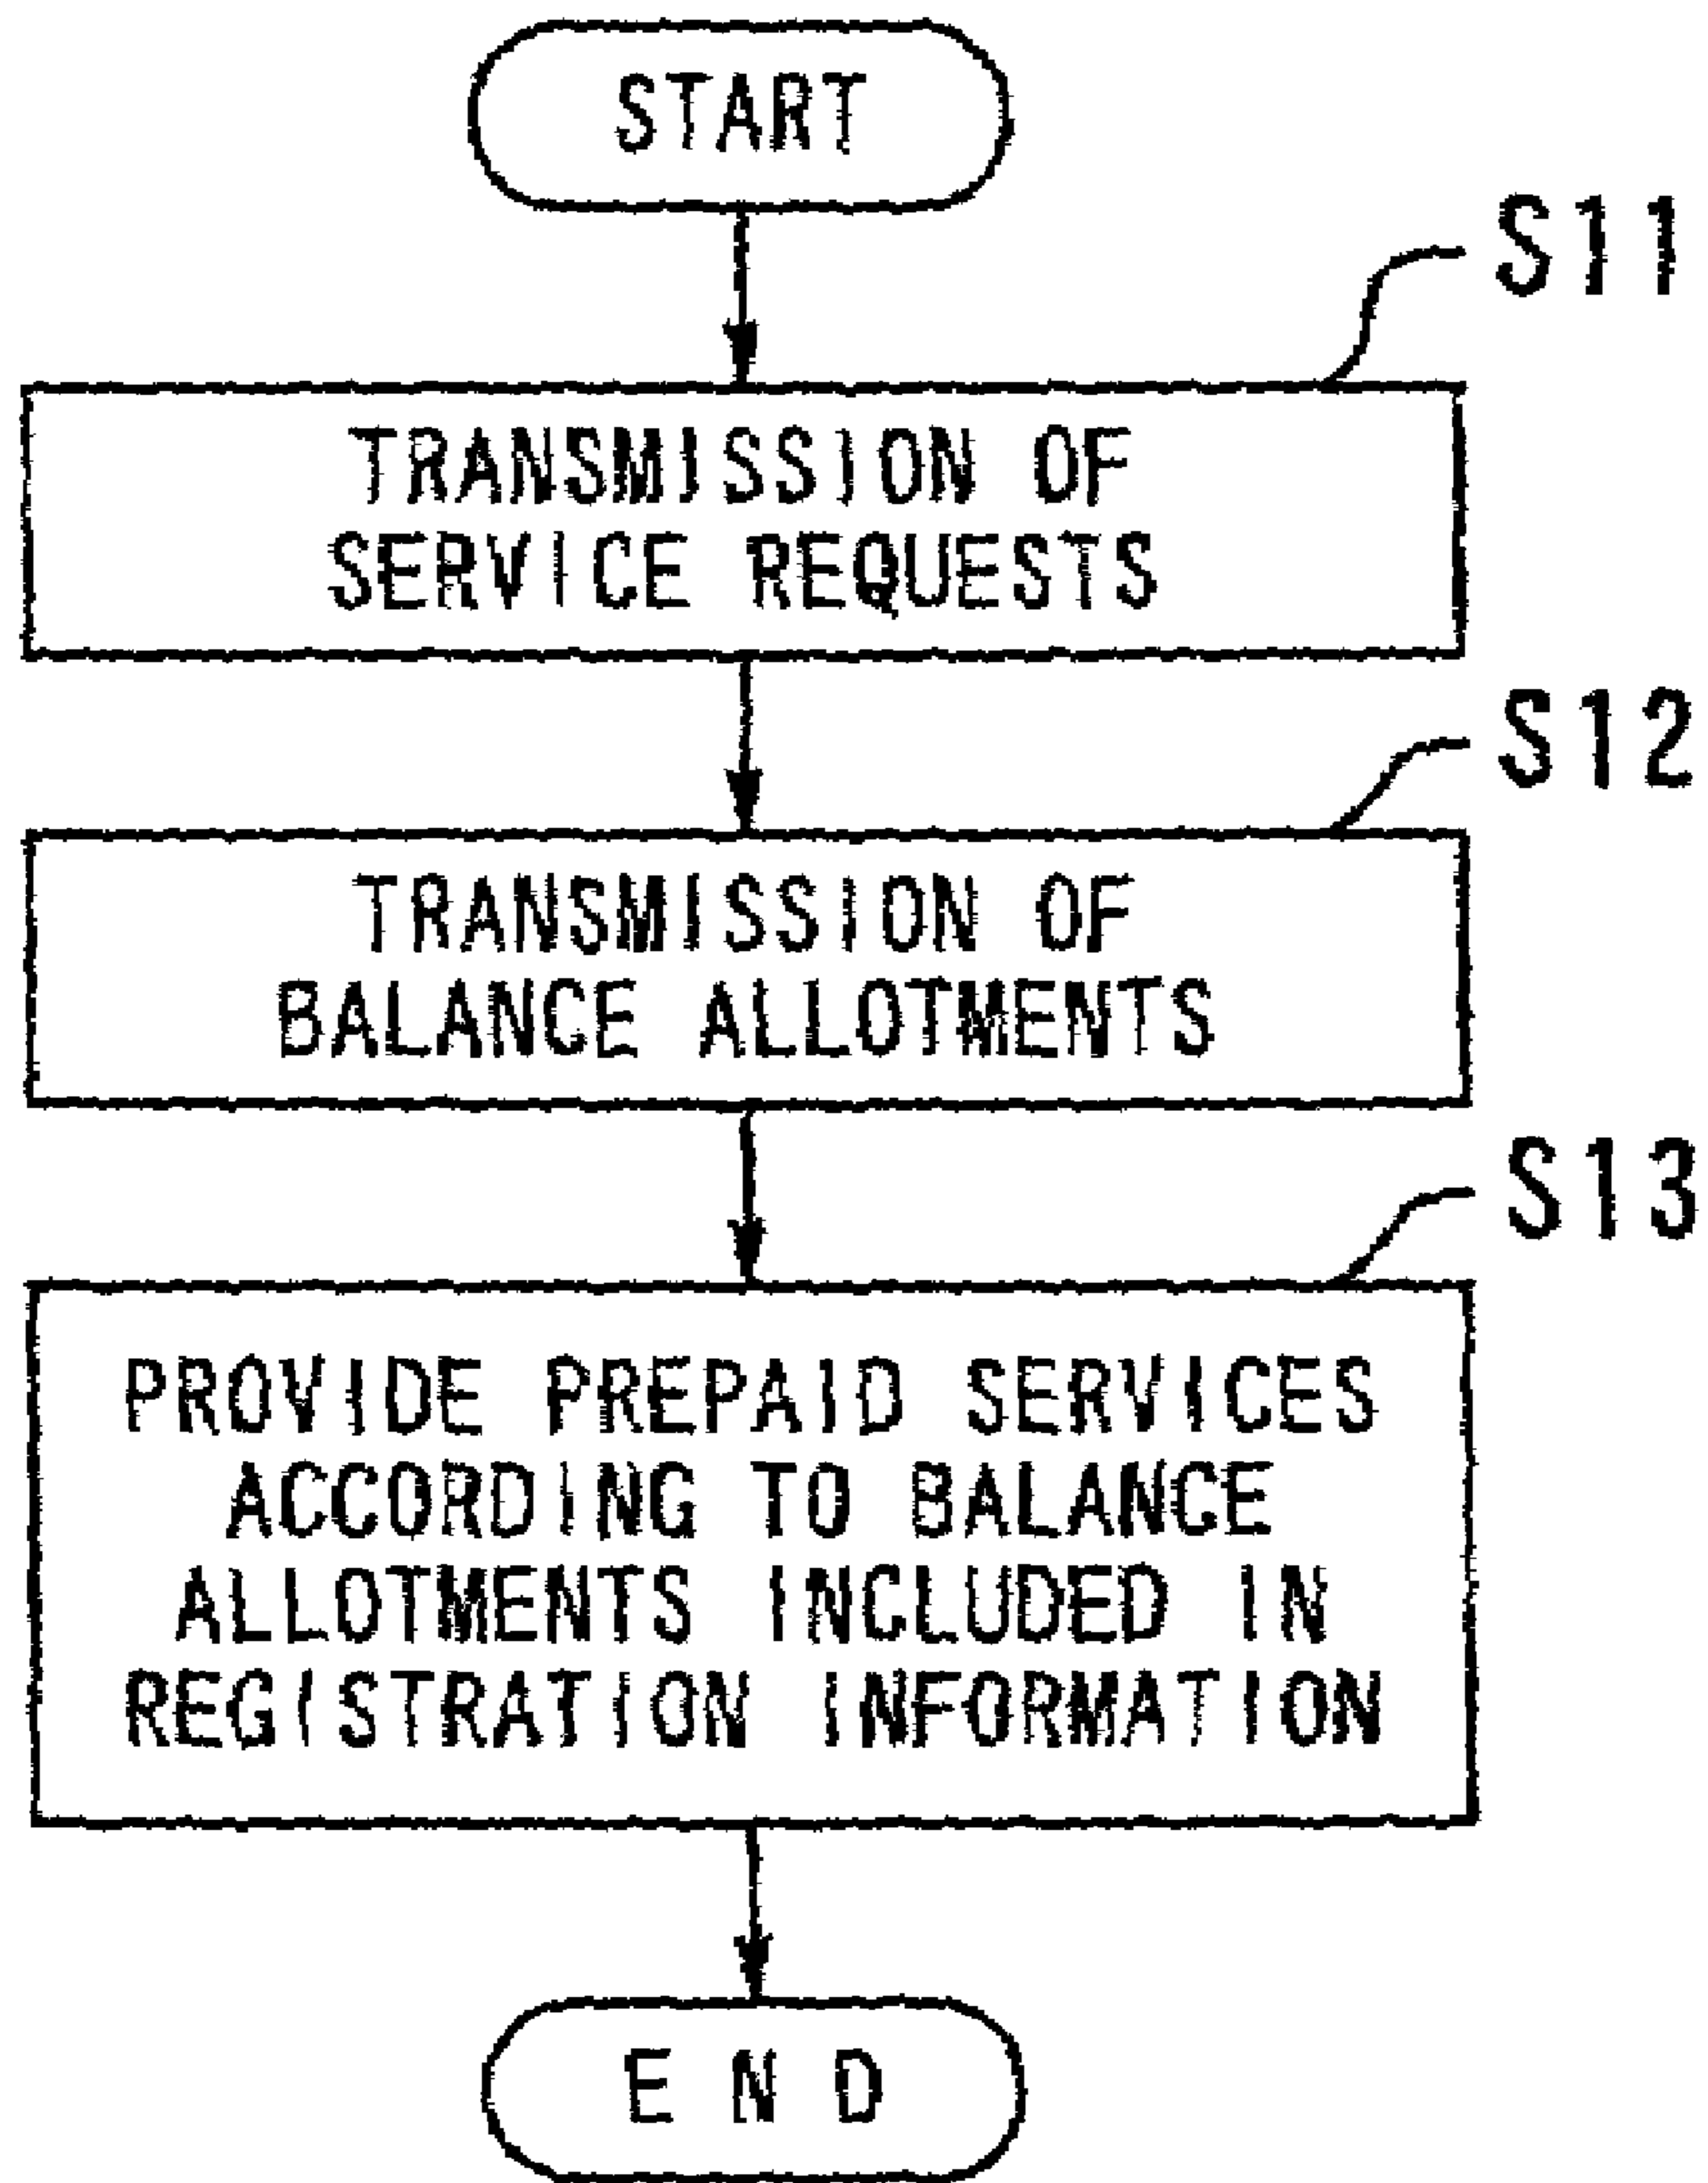 START
S11
TRANSMISSION OF
SERVICE REQUESTS
S12
TRANSMISSION OF
BALANCE ALLOTMENTS
S13
PROVIDE PREPAID SERVICES
ACCORDING TO BALANCE
ALLOTMENTS INCLUDED IN
REGISTRATION INFORMATION
END